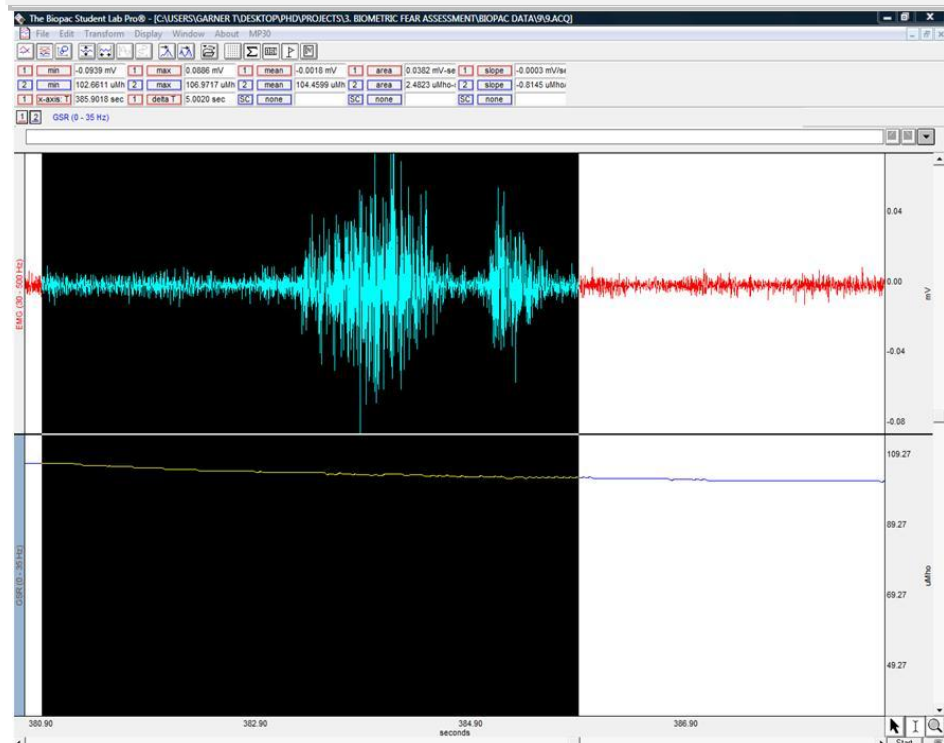 The Biopac Student Lab Pro® - [C:\USERS\GARNER T\DESKTOP\PHD\PROJECTS\3. BIOMETRIC FEAR ASSESSMENT\BIOPAC DATA\9\9.ACQ]
File Edit Transform Display Window About MP30
1 min -0.0939 mV 1 max 0.0886 mV 1 mean -0.0018 mV 1 area 0.0382 mV-se 1 slope -0.0003 mV/se
2 min 102.6611 uMh 2 max 106.9717 uMh 2 mean 104.4599 uMh 2 area 2.4823 uMho- 2 slope -0.8145 uMho/
1 x-axis: T 385.9018 sec 1 delta T 5.0020 sec SC none SC none SC none
1 2 GSR (0 - 35 Hz)
EMG (30 - 500 Hz)
0.04
0.00
mV
-0.04
-0.08
GSR (0 - 35 Hz)
109.27
89.27
uMho
69.27
49.27
380.90 382.90 384.90 386.90
seconds
Start